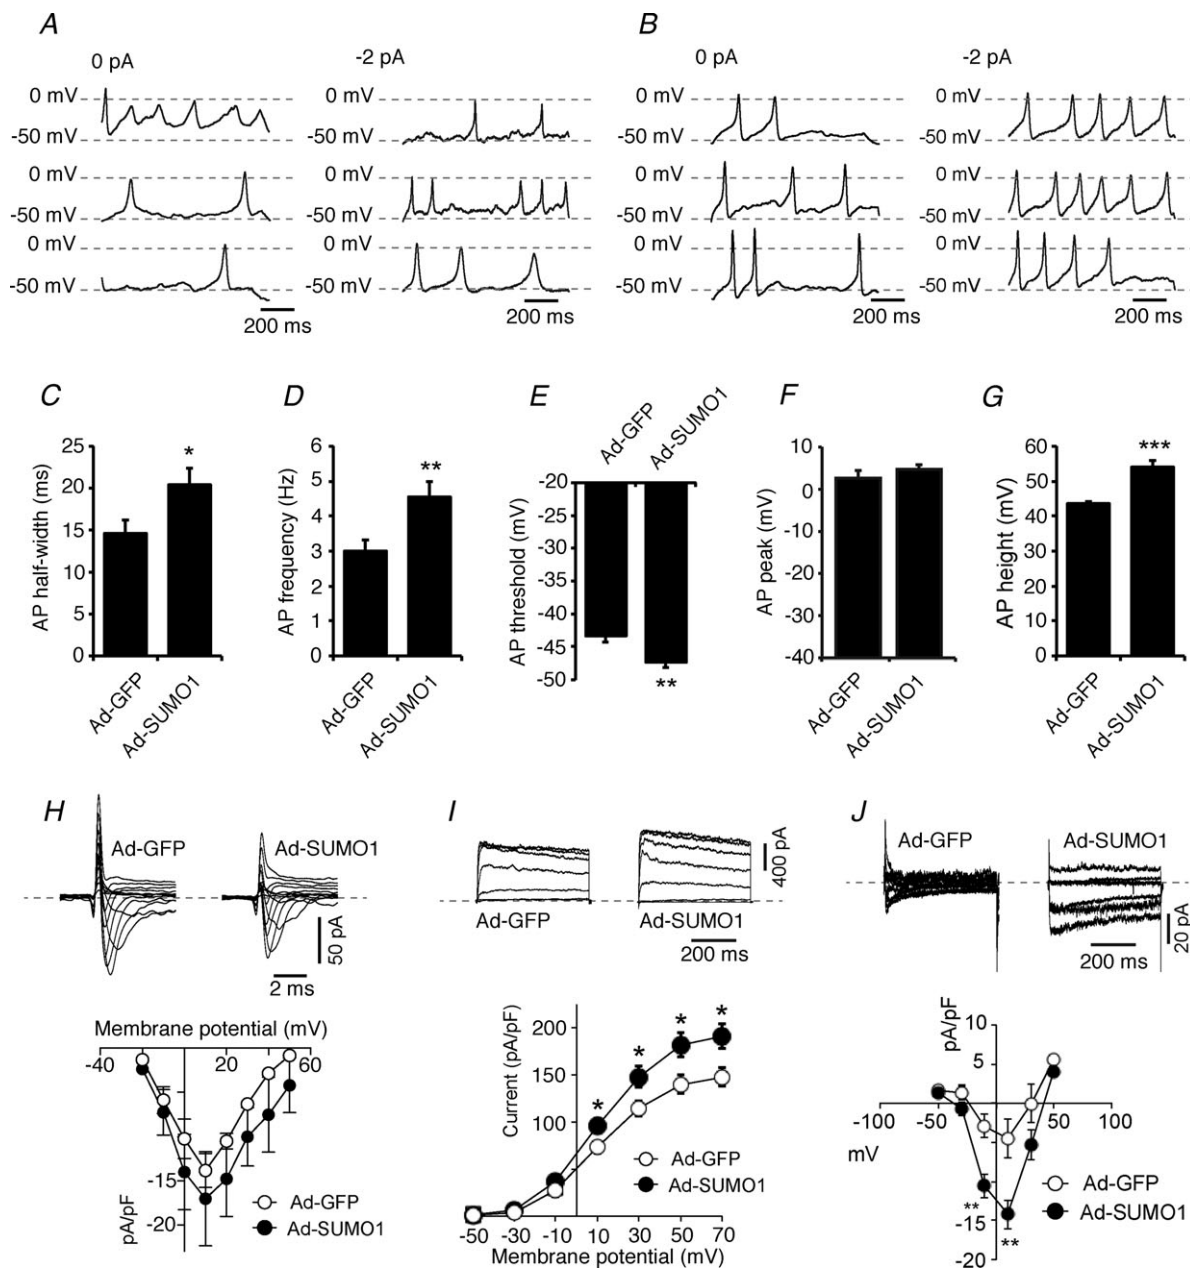 A
B
0 pA
-2 pA
0 pA
-2 pA
0 mV
0 mV
0 mV
0 mV
-50 mV
-50 mV
-50 mV
-50 mV
0 mV
0 mV
0 mV
0 mV
-50 mV
-50 mV
-50 mV
-50 mV
0 mV
0 mV
0 mV
0 mV
-50 mV
-50 mV
-50 mV
-50 mV
200 ms
200 ms
200 ms
200 ms
C
AP half-width (ms)
25
20
15
10
5
0
*
Ad-GFP
Ad-SUMO1
D
AP frequency (Hz)
6
5
4
3
2
1
0
**
Ad-GFP
Ad-SUMO1
E
Ad-GFP
Ad-SUMO1
AP threshold (mV)
-20
-25
-30
-35
-40
-45
-50
**
F
AP peak (mV)
10
0
-10
-20
-30
-40
Ad-GFP
Ad-SUMO1
G
AP height (mV)
60
50
40
30
20
10
0
***
Ad-GFP
Ad-SUMO1
H
Ad-GFP
Ad-SUMO1
50 pA
2 ms
Membrane potential (mV)
-40
20
60
-15
-20
pA/pF
Ad-GFP
Ad-SUMO1
I
Ad-GFP
Ad-SUMO1
400 pA
200 ms
Current (pA/pF)
200
150
100
* * * * *
Ad-GFP
Ad-SUMO1
-50 -30 -10 10 30 50 70
Membrane potential (mV)
J
Ad-GFP
Ad-SUMO1
20 pA
200 ms
pA/pF
10
5
-100 -50 50 100
mV
-15
-20
**
**
Ad-GFP
Ad-SUMO1